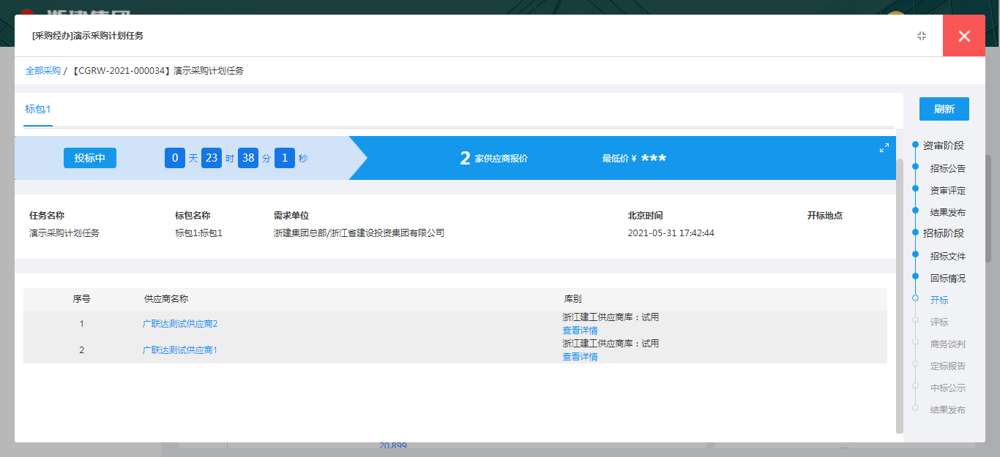 浙建集团
[采购经办]演示采购计划任务
全部采购 / 【CGRW-2021-000034】演示采购计划任务
标包1
刷新
投标中 0 天 23 时 38 分 1 秒 2 家供应商报价 最低价 ¥ ***
任务名称 标包名称 需求单位 北京时间 开标地点
演示采购计划任务 标包1:标包1 浙建集团总部/浙江省建设投资集团有限公司 2021-05-31 17:42:44
序号 供应商名称 库别
1 广联达测试供应商2 浙江建工供应商库：试用
查看详情
2 广联达测试供应商1 浙江建工供应商库：试用
查看详情
资审阶段
招标公告
资审评定
结果发布
招标阶段
招标文件
回标情况
开标
评标
商务谈判
定标报告
中标公示
结果发布
20,899